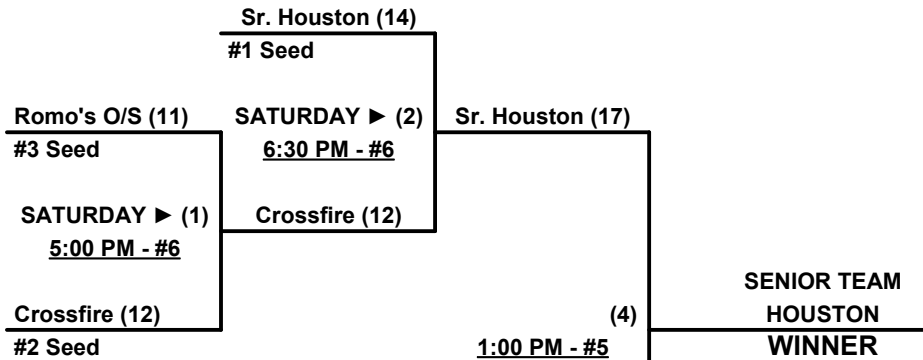 Sr. Houston (14)
#1 Seed
Romo's O/S (11)
SATURDAY ► (2)
Sr. Houston (17)
#3 Seed
6:30 PM - #6
SATURDAY ► (1)
Crossfire (12)
5:00 PM - #6
SENIOR TEAM
Crossfire (12)
(4)
HOUSTON
#2 Seed
1:00 PM - #5
WINNER